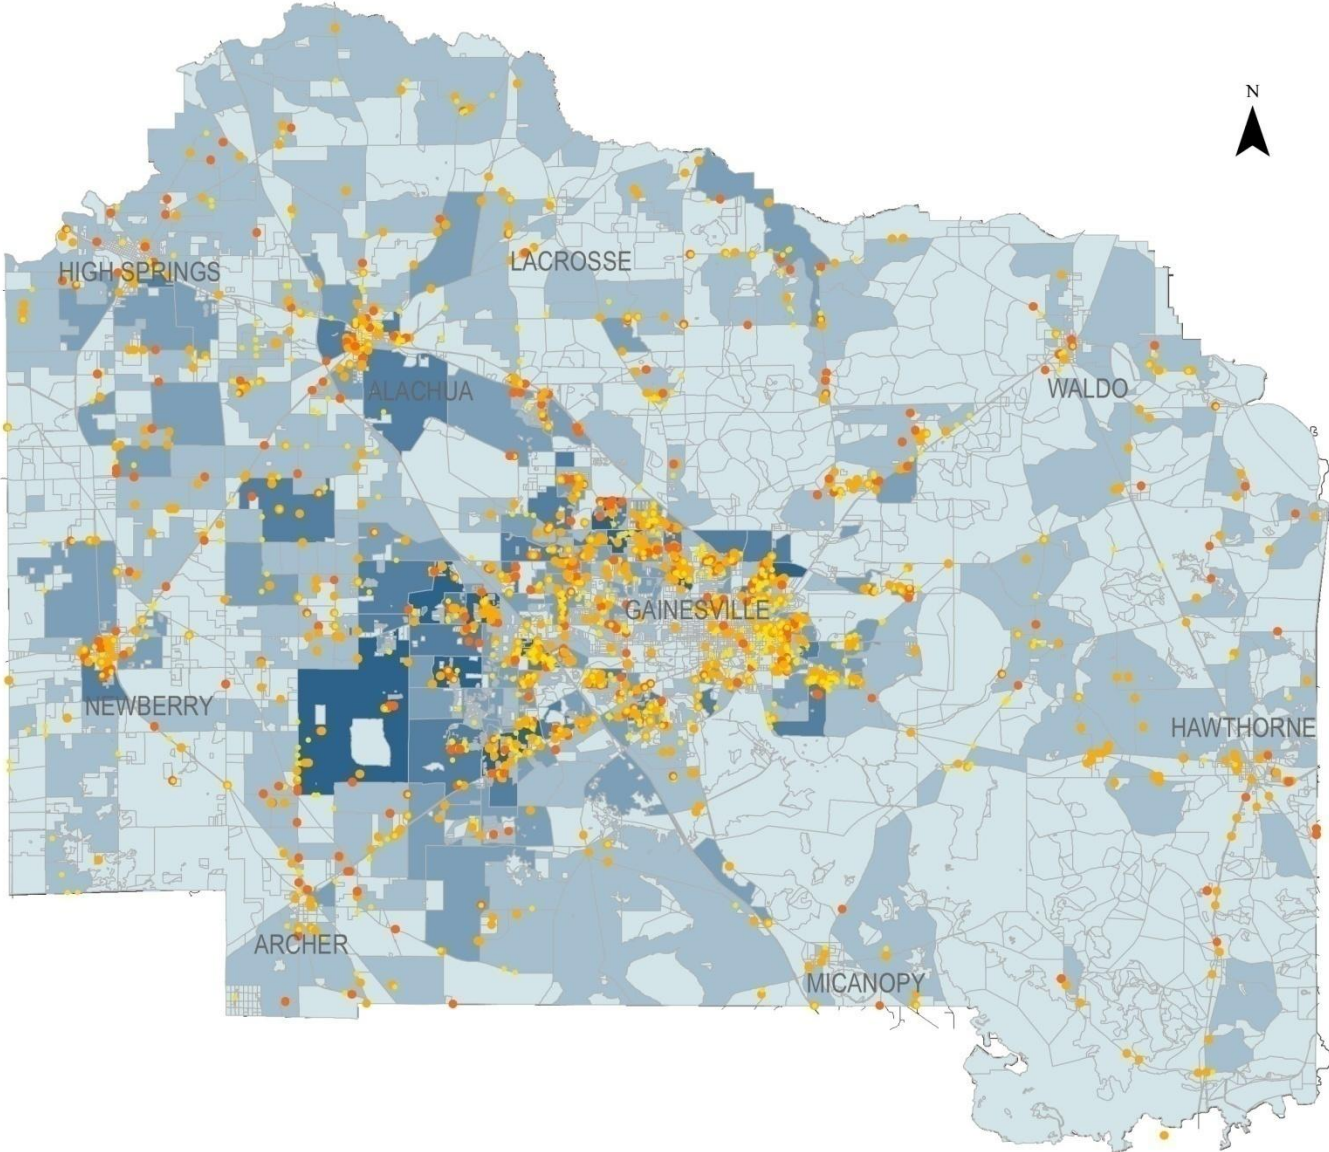 N
LACROSSE
HIGH SPRINGS
ALACHUA
WALDO
GAINESVILLE
NEWBERRY
HAWTHORNE
ARCHER
MICANOPY